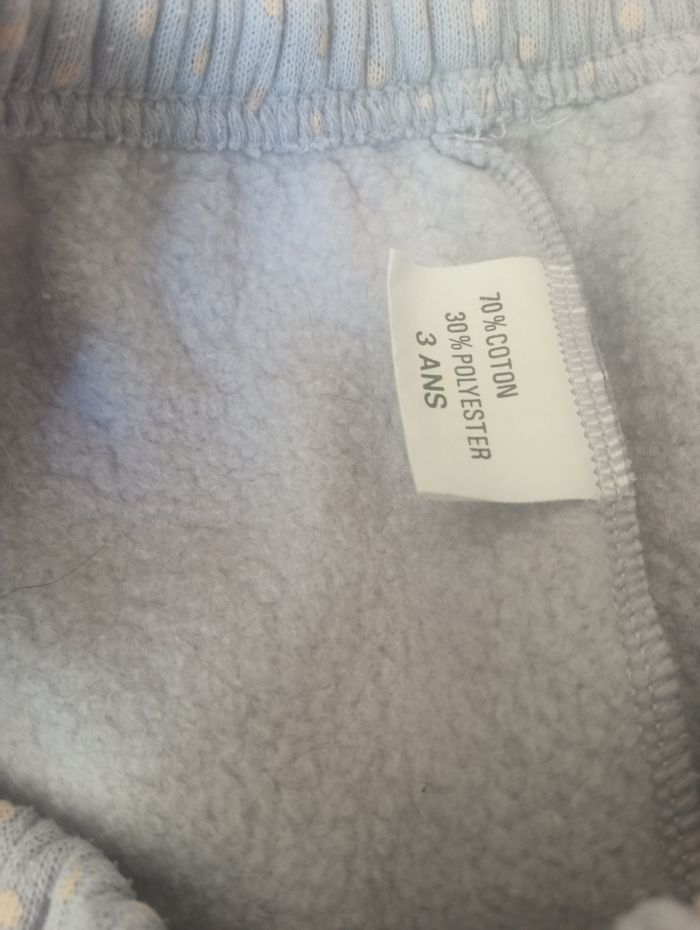 70% COTON
30% POLYESTER
3 ANS